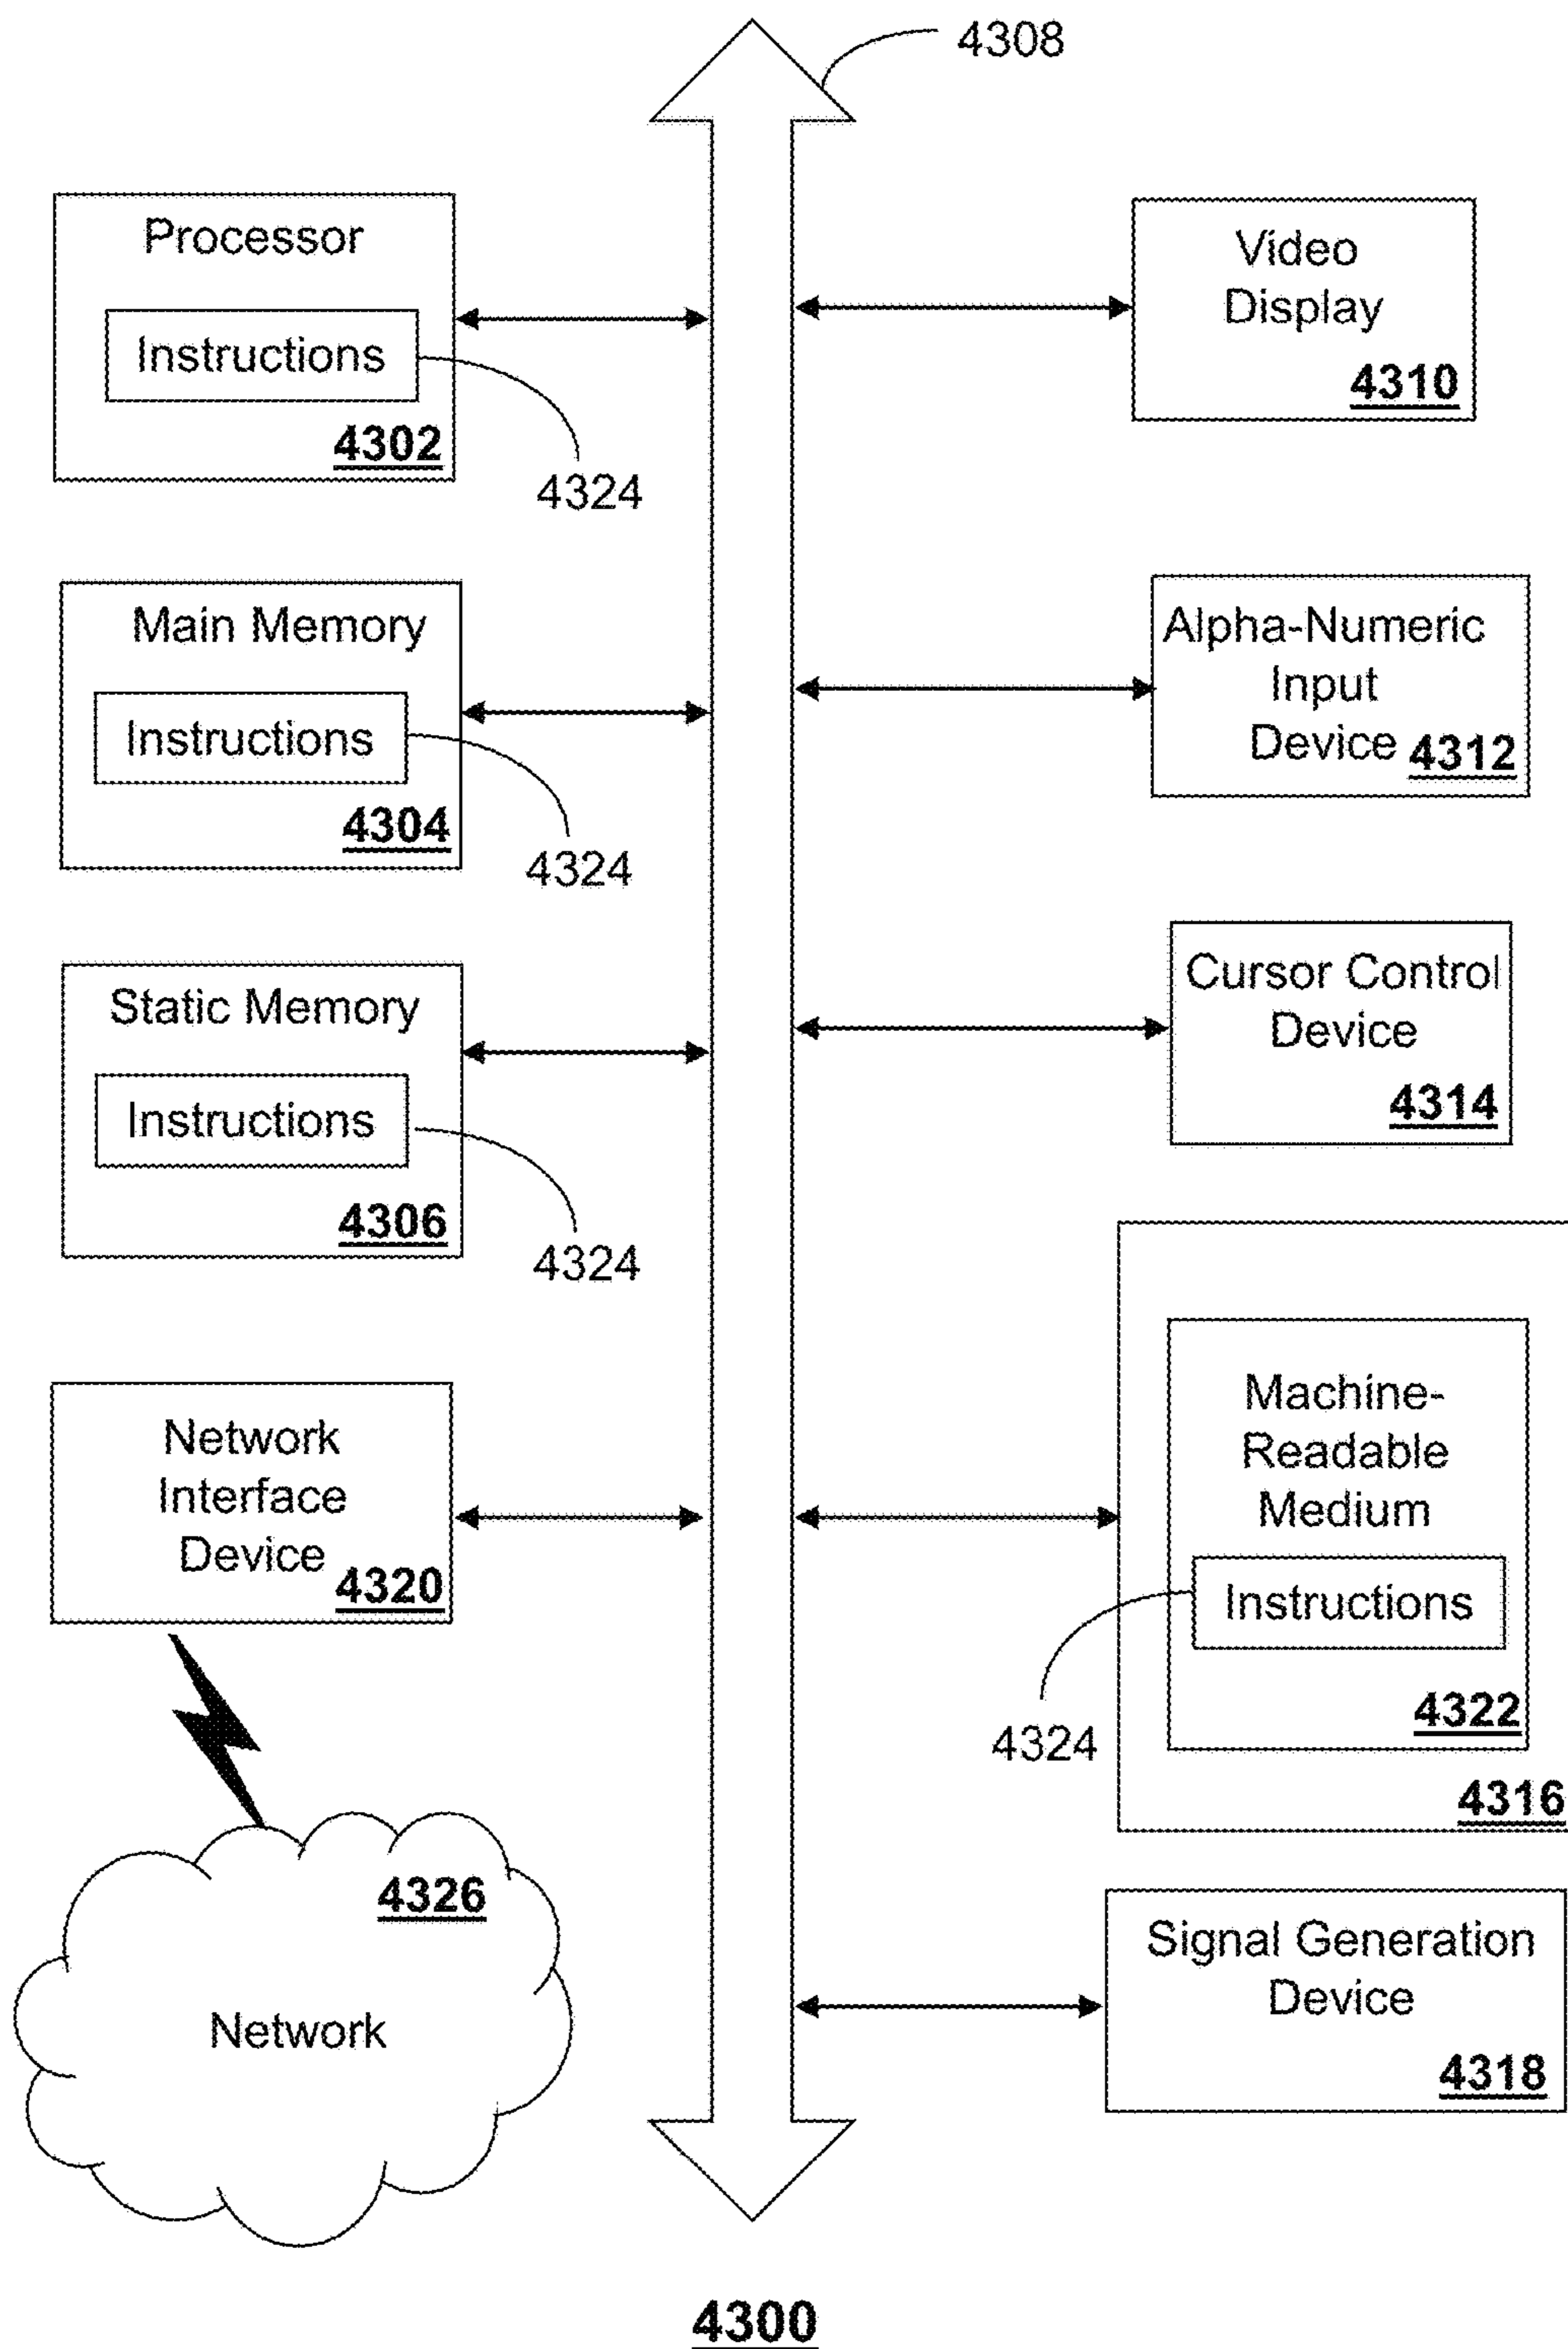 4308
Processor
Instructions
4302
4324
Main Memory
Instructions
4304
4324
Static Memory
Instructions
4306
4324
Network
Interface
Device
4320
4326
Network
Video
Display
4310
Alpha-Numeric
Input
Device 4312
Cursor Control
Device
4314
Machine-
Readable
Medium
Instructions
4322
4324
4316
Signal Generation
Device
4318
4300